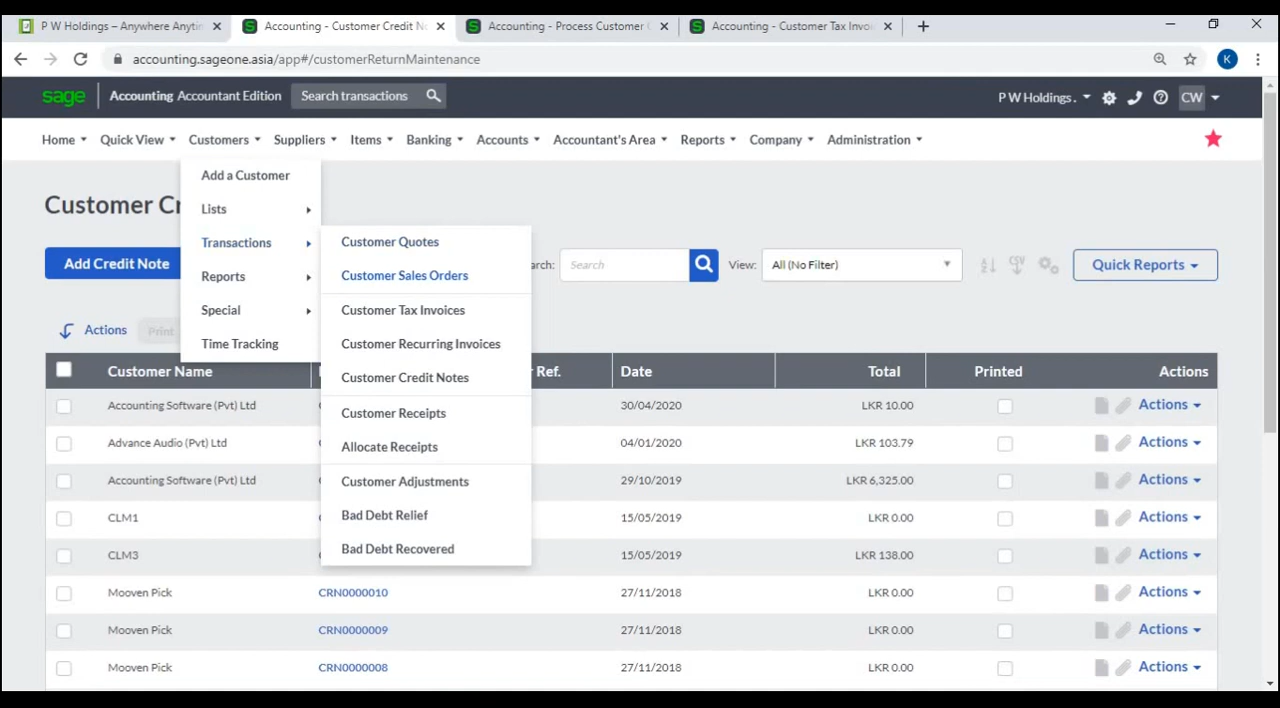 P W Holdings – Anywhere Anytin
Accounting - Customer Credit No
Accounting - Process Customer C
Accounting - Customer Tax Invoi
accounting.sageone.asia/app#/customerReturnMaintenance
K
sage
Accounting Accountant Edition
Search transactions
P W Holdings .
CW
Home
Quick View
Customers
Suppliers
Items
Banking
Accounts
Accountant's Area
Reports
Company
Administration
Customer Cr
Add a Customer
Lists
Transactions
Reports
Special
Time Tracking
Customer Quotes
Customer Sales Orders
Customer Tax Invoices
Customer Recurring Invoices
Customer Credit Notes
Customer Receipts
Allocate Receipts
Customer Adjustments
Bad Debt Relief
Bad Debt Recovered
Add Credit Note
arch:
Search
View:
All (No Filter)
Quick Reports
Actions
Print
Customer Name
Ref.
Date
Total
Printed
Actions
Accounting Software (Pvt) Ltd 30/04/2020 LKR 10.00 Actions
Advance Audio (Pvt) Ltd 04/01/2020 LKR 103.79 Actions
Accounting Software (Pvt) Ltd 29/10/2019 LKR 6,325.00 Actions
CLM1 15/05/2019 LKR 0.00 Actions
CLM3 15/05/2019 LKR 138.00 Actions
Mooven Pick CRN0000010 27/11/2018 LKR 0.00 Actions
Mooven Pick CRN0000009 27/11/2018 LKR 0.00 Actions
Mooven Pick CRN0000008 27/11/2018 LKR 0.00 Actions